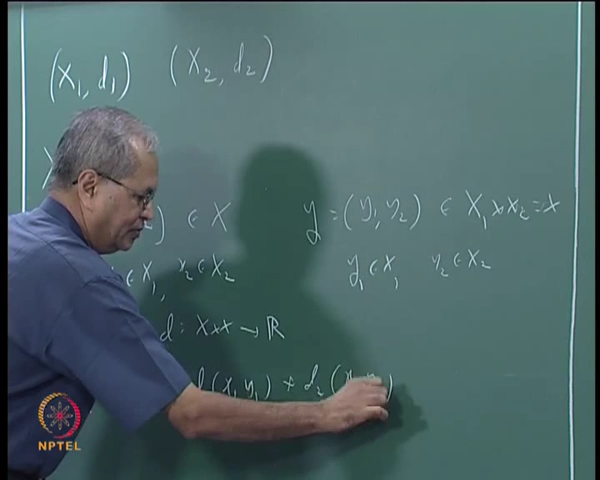 (X₁, d₁) (X₂, d₂)
∈ X y = (y₁, y₂) ∈ X₁ × X₂ = X
∈ X₁, x₂ ∈ X₂ y₁ ∈ X₁ y₂ ∈ X₂
d : X × X → ℝ
(x₁, y₁) + d₂(
NPTEL